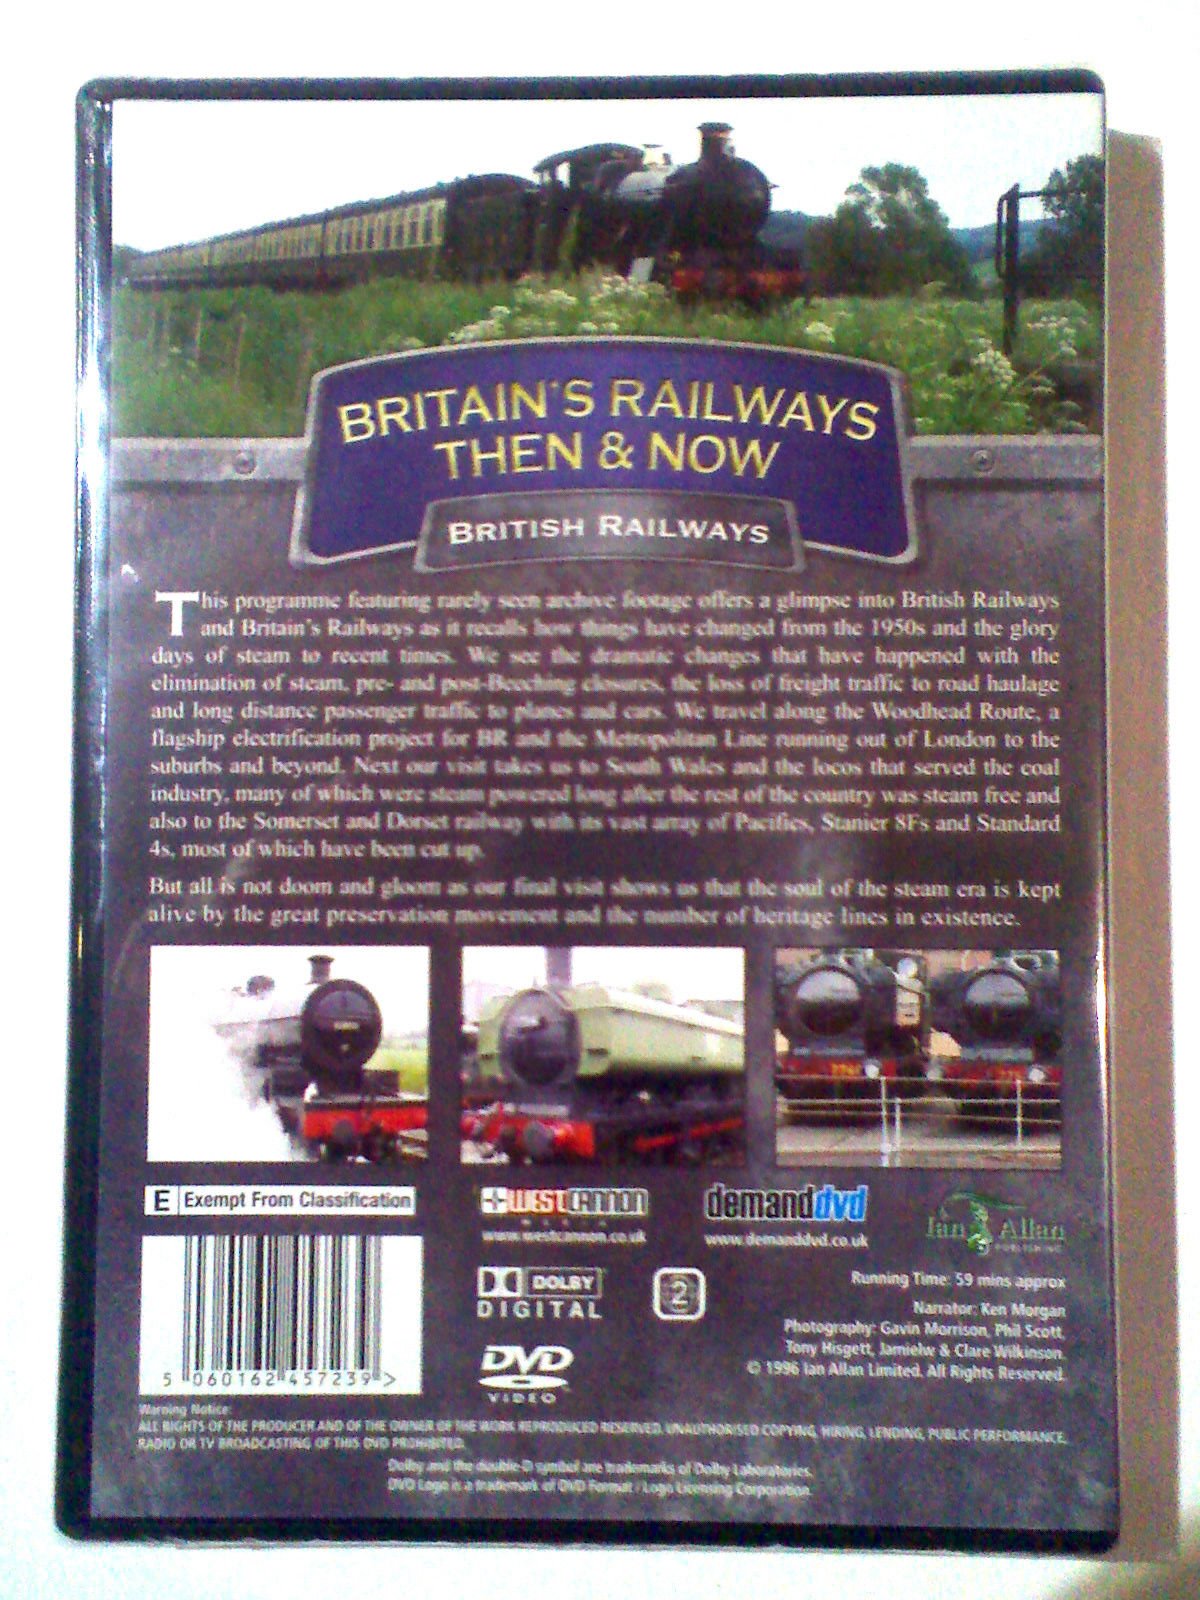 BRITAIN'S RAILWAYS
THEN & NOW
BRITISH RAILWAYS
This programme featuring rarely seen archive footage offers a glimpse into British Railways
and Britain's Railways as it recalls how things have changed from the 1950s and the glory
days of steam to recent times. We see the dramatic changes that have happened with the
elimination of steam, pre- and post-Beeching closures, the loss of freight traffic to road haulage
and long distance passenger traffic to planes and cars. We travel along the Woodhead Route, a
flagship electrification project for BR and the Metropolitan Line running out of London to the
suburbs and beyond. Next our visit takes us to South Wales and the locos that served the coal
industry, many of which were steam powered long after the rest of the country was steam free and
also to the Somerset and Dorset railway with its vast array of Pacifics, Stanier 8Fs and Standard
4s, most of which have been cut up.
But all is not doom and gloom as our final visit shows us that the soul of the steam era is kept
alive by the great preservation movement and the number of heritage lines in existence.
E Exempt From Classification
WESTCANNON
MEDIA
www.westcannon.co.uk
demanddvd
www.demanddvd.co.uk
Ian Allan
PUBLISHING
DOLBY
DIGITAL
2
DVD
VIDEO
Running Time: 59 mins approx
Narrator: Ken Morgan
Photography: Gavin Morrison, Phil Scott,
Tony Hisgett, Jamielw & Clare Wilkinson.
© 1996 Ian Allan Limited. All Rights Reserved.
5 060162 457239 >
Warning Notice:
ALL RIGHTS OF THE PRODUCER AND OF THE OWNER OF THE WORK REPRODUCED RESERVED. UNAUTHORISED COPYING, HIRING, LENDING, PUBLIC PERFORMANCE,
RADIO OR TV BROADCASTING OF THIS DVD PROHIBITED.
Dolby and the double-D symbol are trademarks of Dolby Laboratories.
DVD Logo is a trademark of DVD Format / Logo Licensing Corporation.